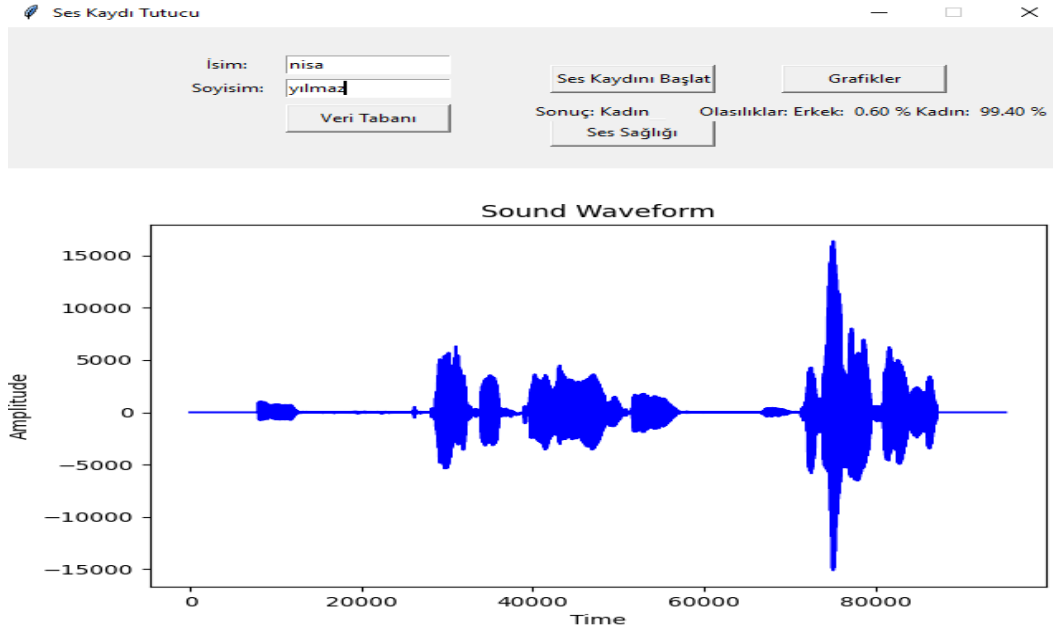 Ses Kaydı Tutucu
İsim: nisa
Soyisim: yılmaz
Veri Tabanı
Ses Kaydını Başlat
Grafikler
Sonuç: Kadın
Olasılıklar: Erkek: 0.60 % Kadın: 99.40 %
Ses Sağlığı
Sound Waveform
Amplitude
15000
10000
5000
0
−5000
−10000
−15000
0 20000 40000 60000 80000
Time